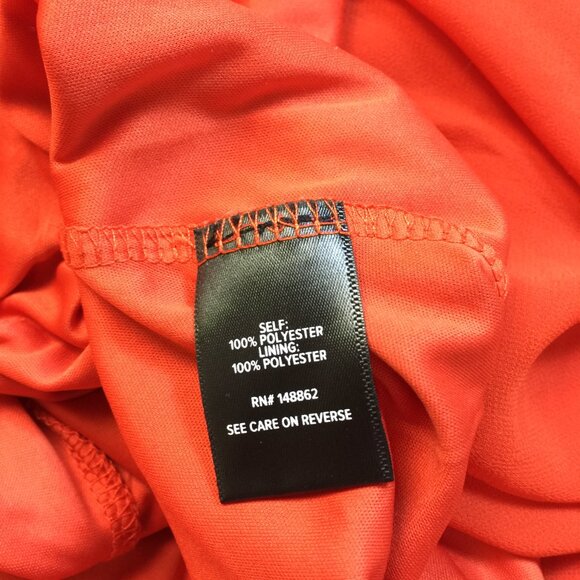 SELF:
100% POLYESTER
LINING:
100% POLYESTER
RN# 148862
SEE CARE ON REVERSE